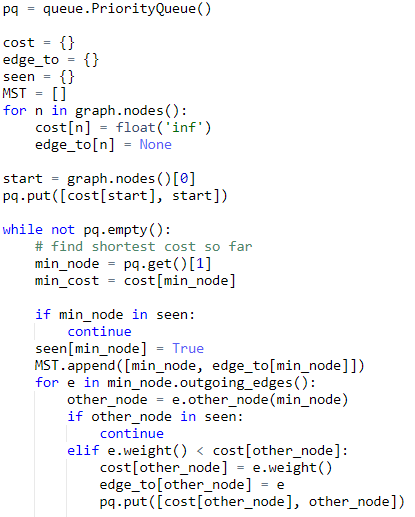 pq = queue.PriorityQueue()

cost = {}
edge_to = {}
seen = {}
MST = []
for n in graph.nodes():
    cost[n] = float('inf')
    edge_to[n] = None

start = graph.nodes()[0]
pq.put([cost[start], start])

while not pq.empty():
    # find shortest cost so far
    min_node = pq.get()[1]
    min_cost = cost[min_node]

    if min_node in seen:
        continue
    seen[min_node] = True
    MST.append([min_node, edge_to[min_node]])
    for e in min_node.outgoing_edges():
        other_node = e.other_node(min_node)
        if other_node in seen:
            continue
        elif e.weight() < cost[other_node]:
            cost[other_node] = e.weight()
            edge_to[other_node] = e
            pq.put([cost[other_node], other_node])